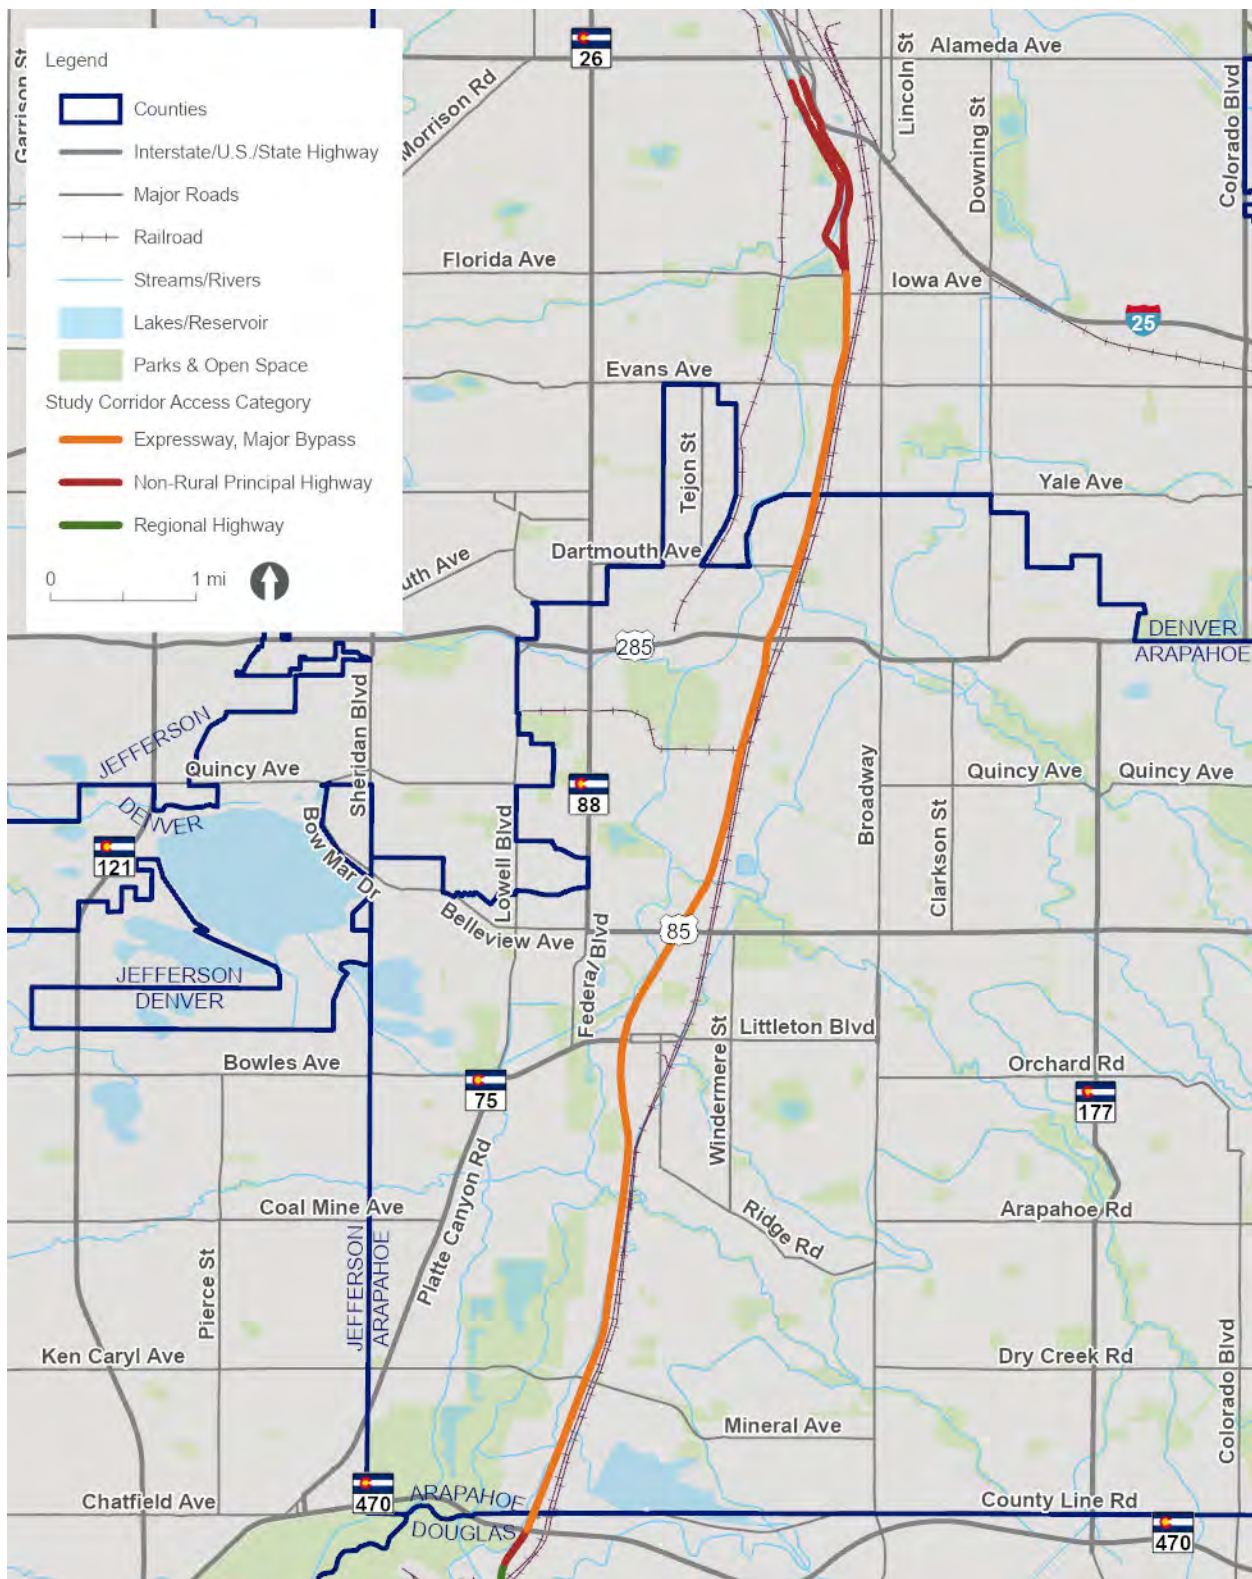 Legend
Counties
Interstate/U.S./State Highway
Major Roads
Railroad
Streams/Rivers
Lakes/Reservoir
Parks & Open Space
Study Corridor Access Category
Expressway, Major Bypass
Non-Rural Principal Highway
Regional Highway
0 1 mi
Garrison St
26
Morrison Rd
Lincoln St
Alameda Ave
Downing St
Colorado Blvd
Florida Ave
Iowa Ave
25
Evans Ave
Tejon St
Yale Ave
Dartmouth Ave
uth Ave
285
DENVER
ARAPAHOE
JEFFERSON
DENVER
Sheridan Blvd
Quincy Ave
Quincy Ave
Quincy Ave
88
121
Bow Mar Dr
Lowell Blvd
Broadway
Clarkson St
Belleview Ave
85
Federal Blvd
JEFFERSON
DENVER
Littleton Blvd
Windermere St
Bowles Ave
75
Orchard Rd
177
Platte Canyon Rd
Coal Mine Ave
Arapahoe Rd
Ridge Rd
Pierce St
JEFFERSON
ARAPAHOE
Ken Caryl Ave
Dry Creek Rd
Colorado Blvd
Mineral Ave
Chatfield Ave
470
ARAPAHOE
DOUGLAS
County Line Rd
470